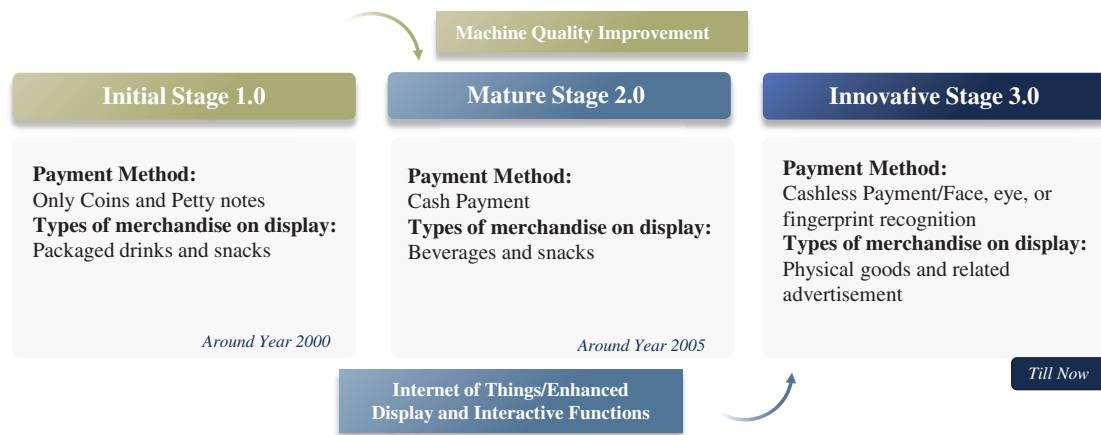 Machine Quality Improvement
Initial Stage 1.0
Payment Method:
Only Coins and Petty notes
Types of merchandise on display:
Packaged drinks and snacks
Around Year 2000
Mature Stage 2.0
Payment Method:
Cash Payment
Types of merchandise on display:
Beverages and snacks
Around Year 2005
Innovative Stage 3.0
Payment Method:
Cashless Payment/Face, eye, or
fingerprint recognition
Types of merchandise on display:
Physical goods and related
advertisement
Till Now
Internet of Things/Enhanced
Display and Interactive Functions